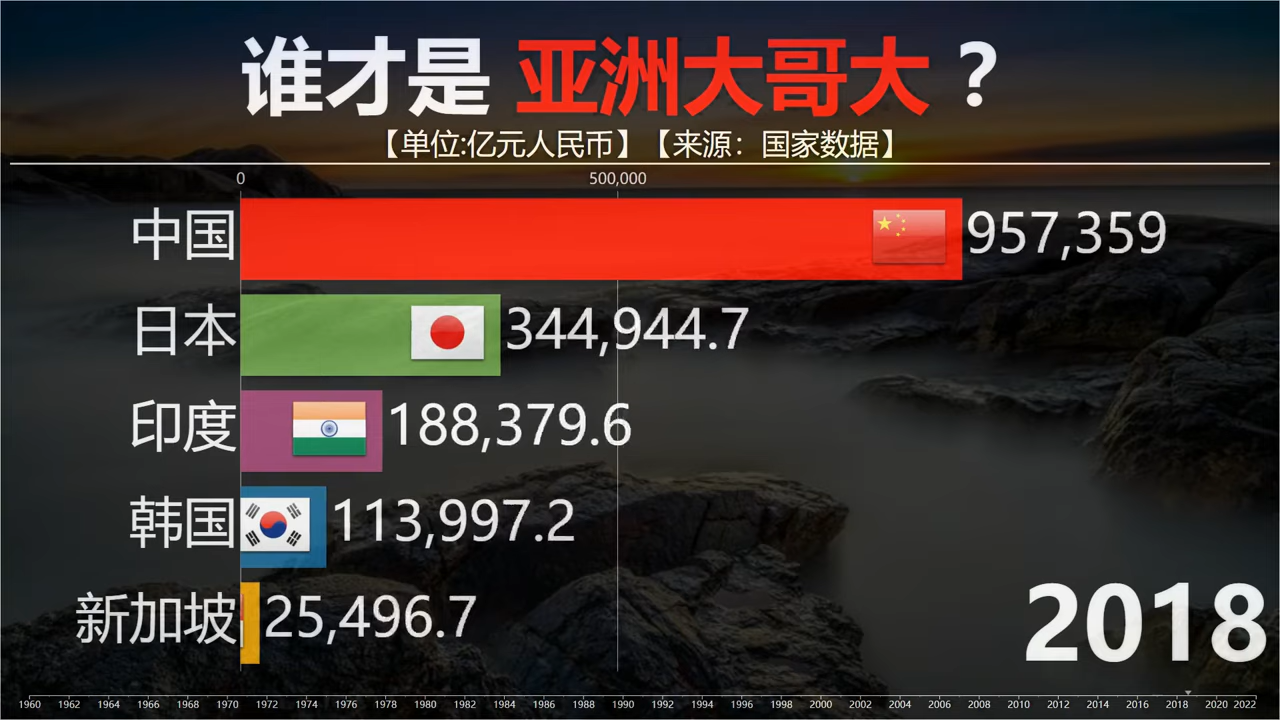 谁才是 亚洲大哥大 ？
【单位:亿元人民币】【来源：国家数据】
0 500,000
中国 957,359
日本 344,944.7
印度 188,379.6
韩国 113,997.2
新加坡 25,496.7
2018
1960 1962 1964 1966 1968 1970 1972 1974 1976 1978 1980 1982 1984 1986 1988 1990 1992 1994 1996 1998 2000 2002 2004 2006 2008 2010 2012 2014 2016 2018 2020 2022